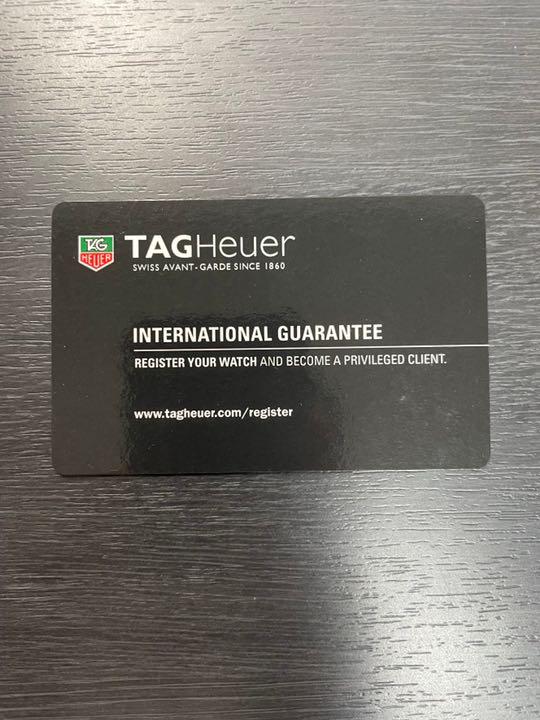 TAG
HEUER
TAGHeuer
SWISS AVANT-GARDE SINCE 1860
INTERNATIONAL GUARANTEE
REGISTER YOUR WATCH AND BECOME A PRIVILEGED CLIENT.
www.tagheuer.com/register